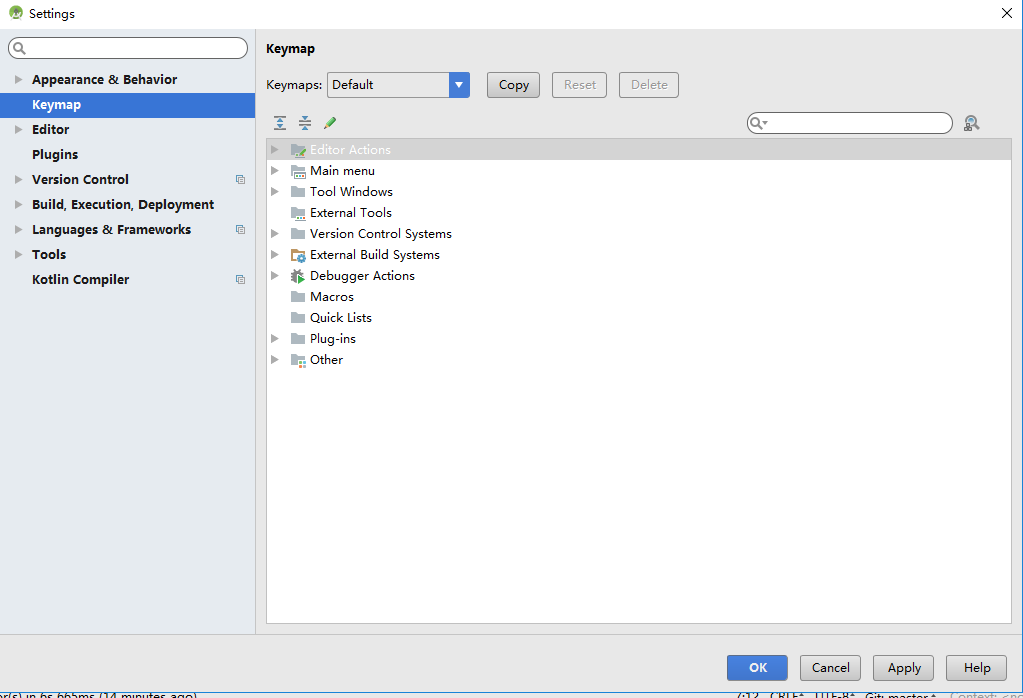 Settings
Appearance & Behavior
Keymap
Editor
Plugins
Version Control
Build, Execution, Deployment
Languages & Frameworks
Tools
Kotlin Compiler
Keymap
Keymaps: Default Copy Reset Delete
Editor Actions
Main menu
Tool Windows
External Tools
Version Control Systems
External Build Systems
Debugger Actions
Macros
Quick Lists
Plug-ins
Other
OK Cancel Apply Help
in 6s 665ms (14 minutes ago) 7:12 CRLF UTF-8 Git: master Context: